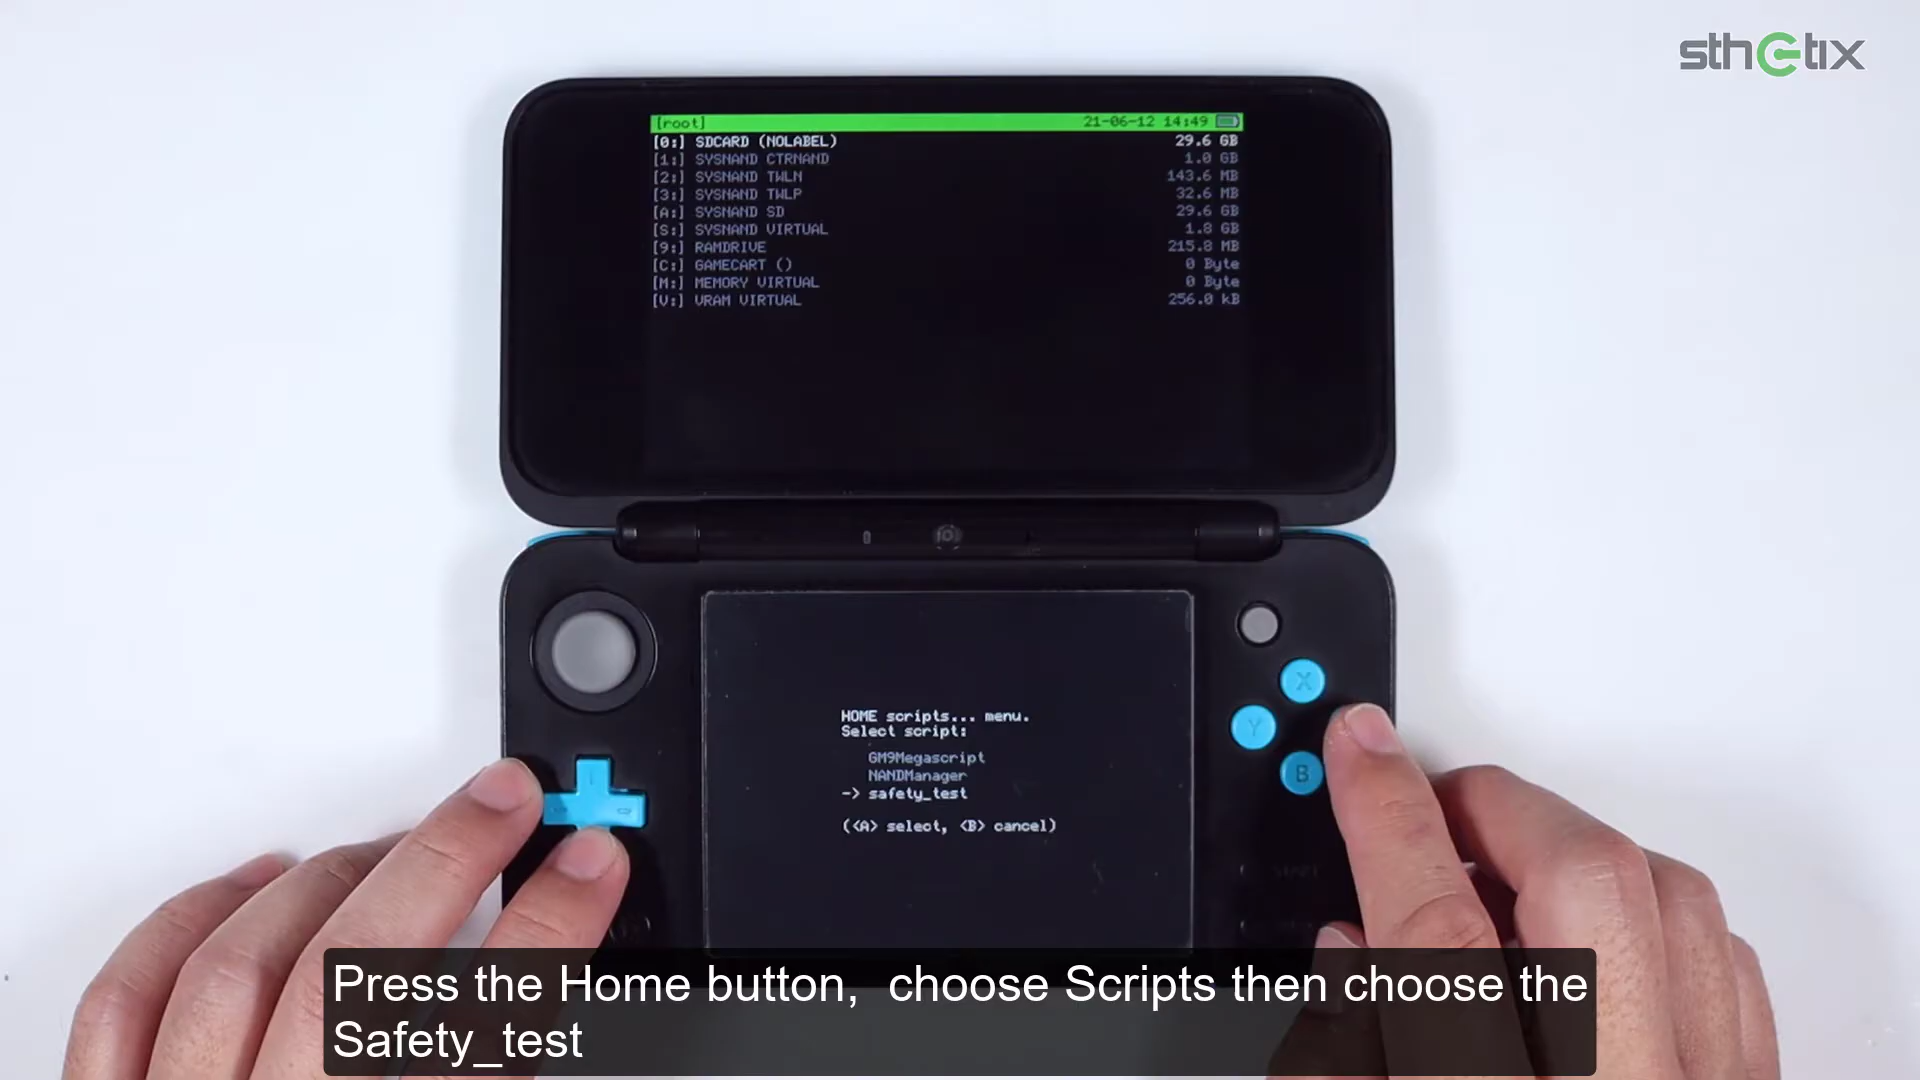 sthetix
[root] 21-06-12 14:49
[0:] SDCARD (NOLABEL) 29.6 GB
[1:] SYSNAND CTRNAND 1.0 GB
[2:] SYSNAND TWLN 143.6 MB
[3:] SYSNAND TWLP 32.6 MB
[A:] SYSNAND SD 29.6 GB
[S:] SYSNAND VIRTUAL 1.8 GB
[9:] RAMDRIVE 215.8 MB
[C:] GAMECART () 0 Byte
[M:] MEMORY VIRTUAL 0 Byte
[V:] VRAM VIRTUAL 256.0 kB
X
Y
B
HOME scripts... menu.
Select script:
GM9Megascript
NANDManager
-> safety_test
(<A> select, <B> cancel)
START
Press the Home button, choose Scripts then choose the
Safety_test